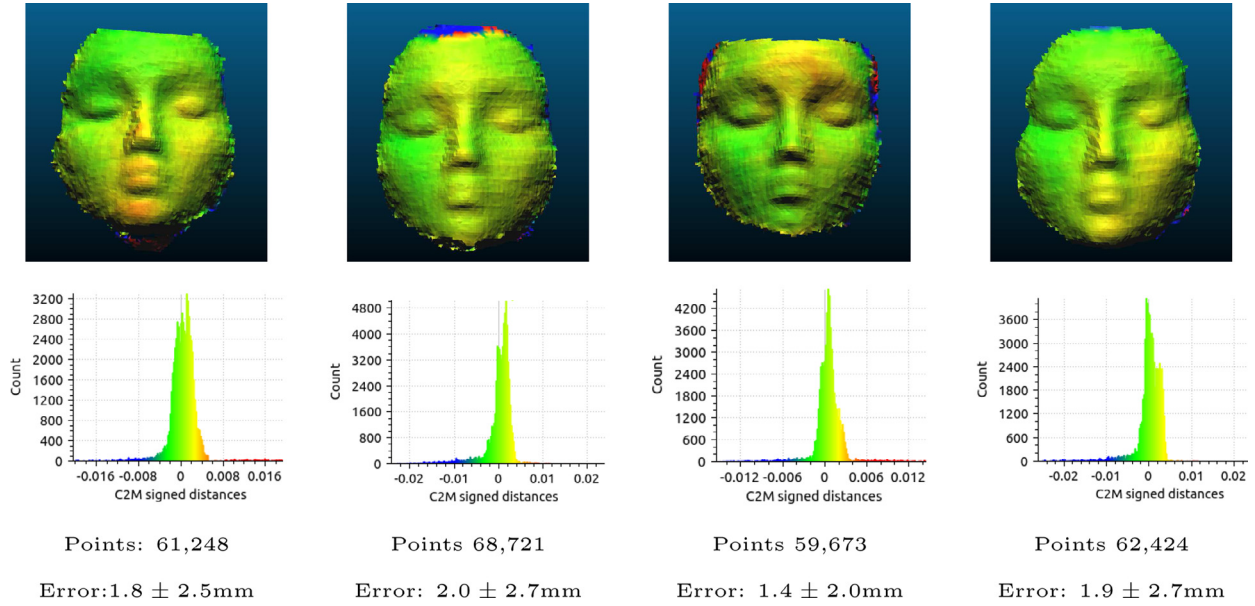 3200
2800
2400
2000
1600
1200
800
400
0
Count
-0.016 -0.008 0 0.008 0.016
C2M signed distances
4800
4000
3200
2400
1600
800
0
Count
-0.02 -0.01 0 0.01 0.02
C2M signed distances
4200
3600
3000
2400
1800
1200
600
0
Count
-0.012 -0.006 0 0.006 0.012
C2M signed distances
3600
3000
2400
1800
1200
600
0
Count
-0.02 -0.01 0 0.01 0.02
C2M signed distances
Points: 61,248
Points 68,721
Points 59,673
Points 62,424
Error:1.8 ± 2.5mm
Error: 2.0 ± 2.7mm
Error: 1.4 ± 2.0mm
Error: 1.9 ± 2.7mm